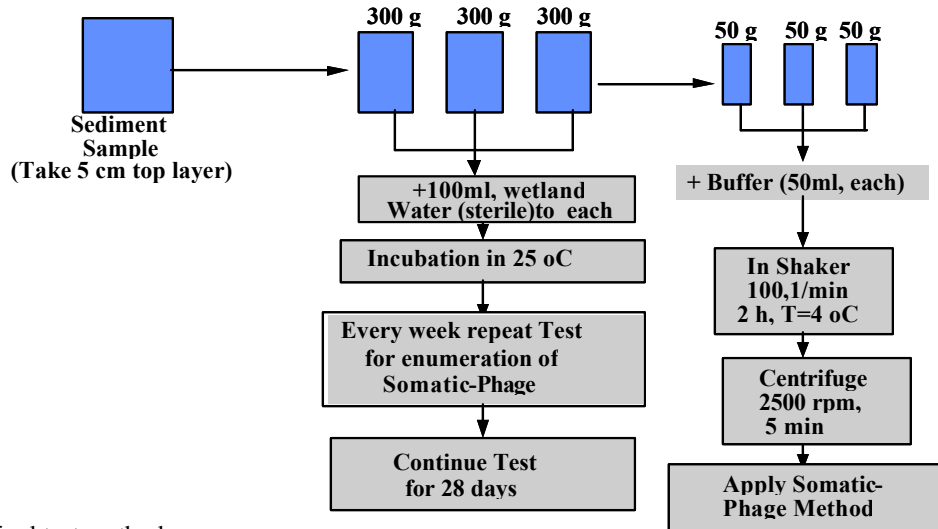 300 g 300 g 300 g
50 g 50 g 50 g
Sediment
Sample
(Take 5 cm top layer)
+100ml, wetland
Water (sterile)to each
Incubation in 25 oC
Every week repeat Test
for enumeration of
Somatic-Phage
Continue Test
for 28 days
+ Buffer (50ml, each)
In Shaker
100,1/min
2 h, T=4 oC
Centrifuge
2500 rpm,
5 min
Apply Somatic-
Phage Method